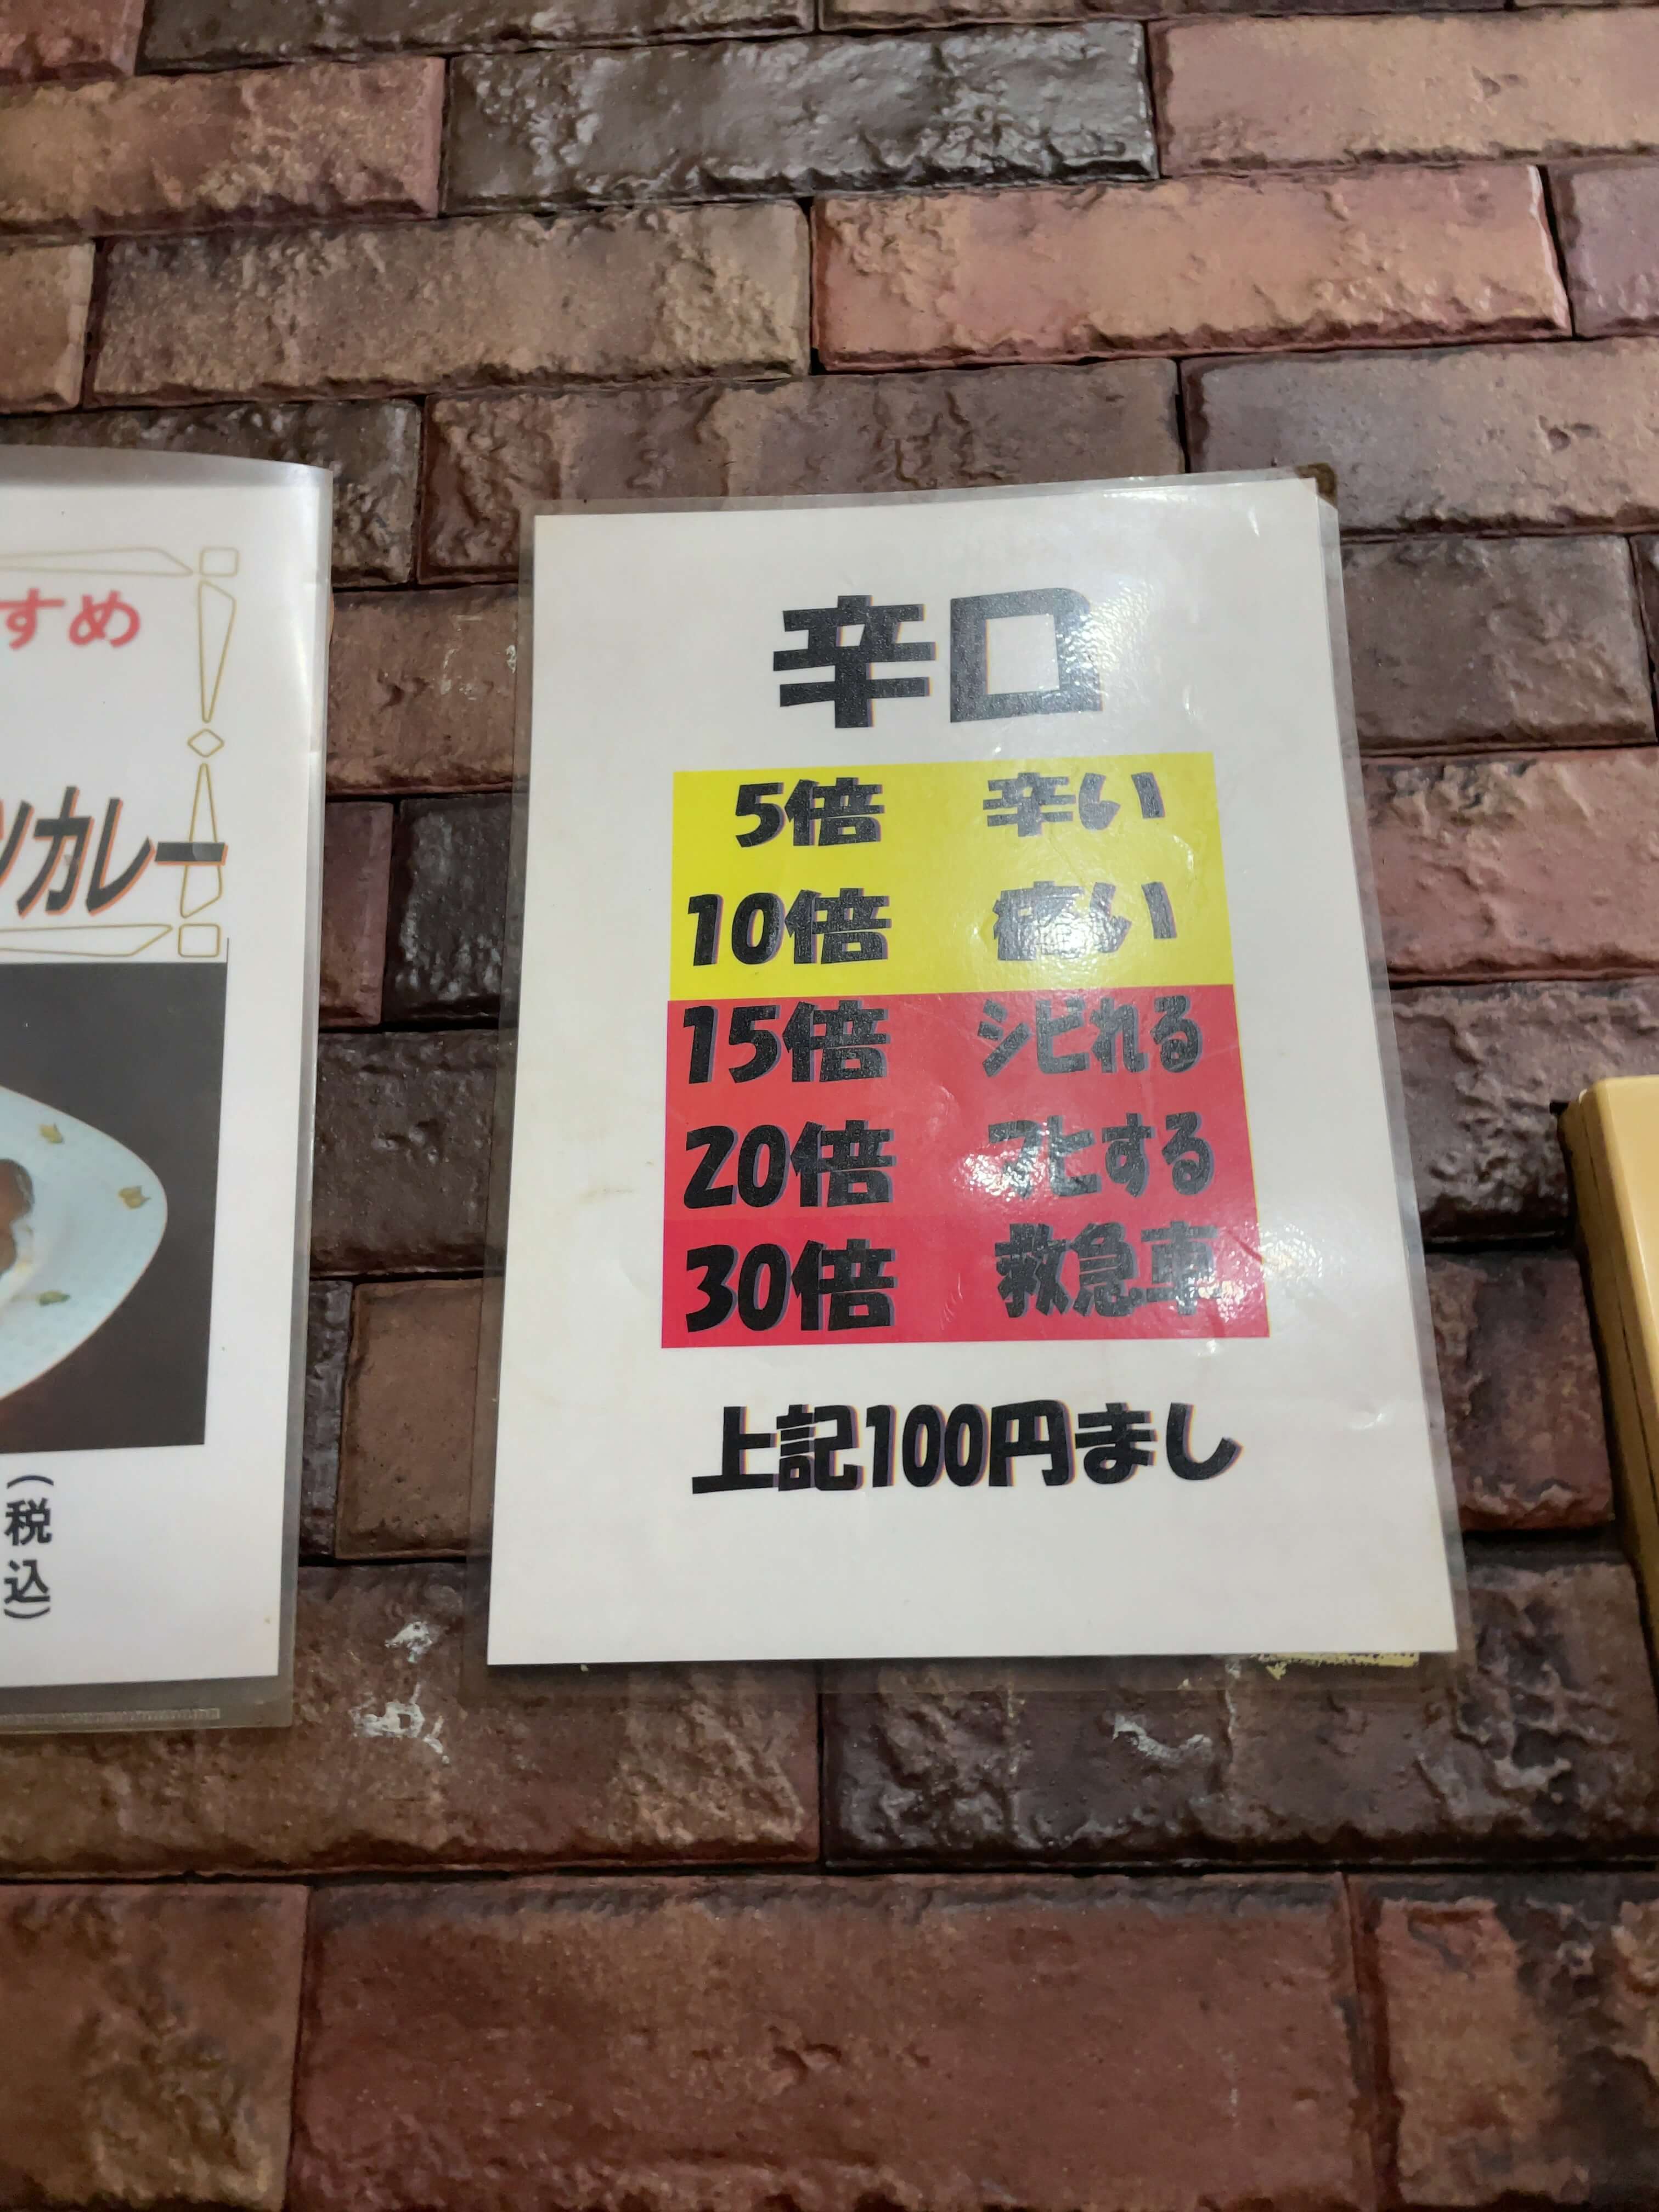 すめ
ツカレー
(税込)
辛口
5倍 辛い
10倍 痛い
15倍 シビれる
20倍 マヒする
30倍 救急車
上記100円まし